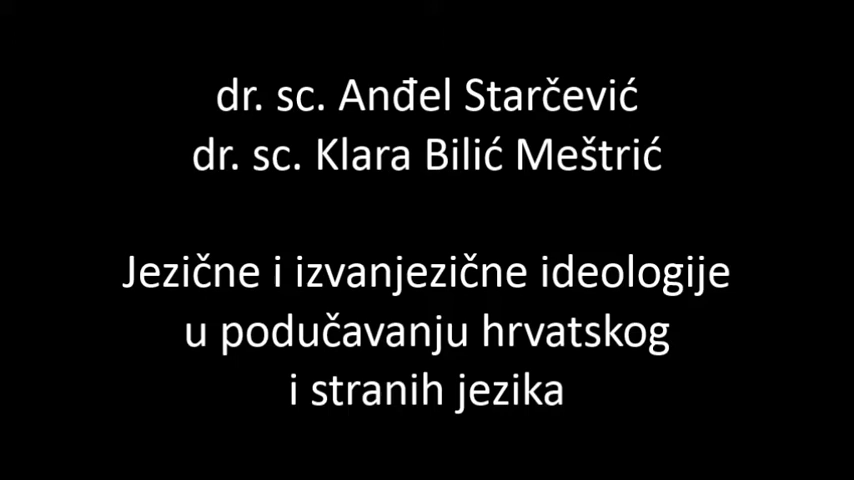 dr. sc. Anđel Starčević
dr. sc. Klara Bilić Meštrić
Jezične i izvanjezične ideologije
u podučavanju hrvatskog
i stranih jezika